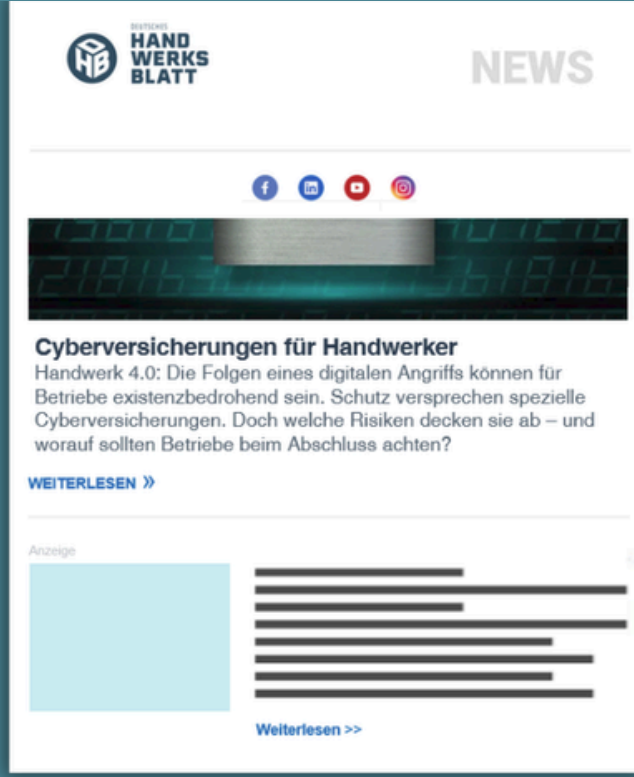 DEUTSCHES
HAND
WERKS
BLATT
NEWS
Cyberversicherungen für Handwerker
Handwerk 4.0: Die Folgen eines digitalen Angriffs können für
Betriebe existenzbedrohend sein. Schutz versprechen spezielle
Cyberversicherungen. Doch welche Risiken decken sie ab – und
worauf sollten Betriebe beim Abschluss achten?
WEITERLESEN »
Anzeige
Weiterlesen >>